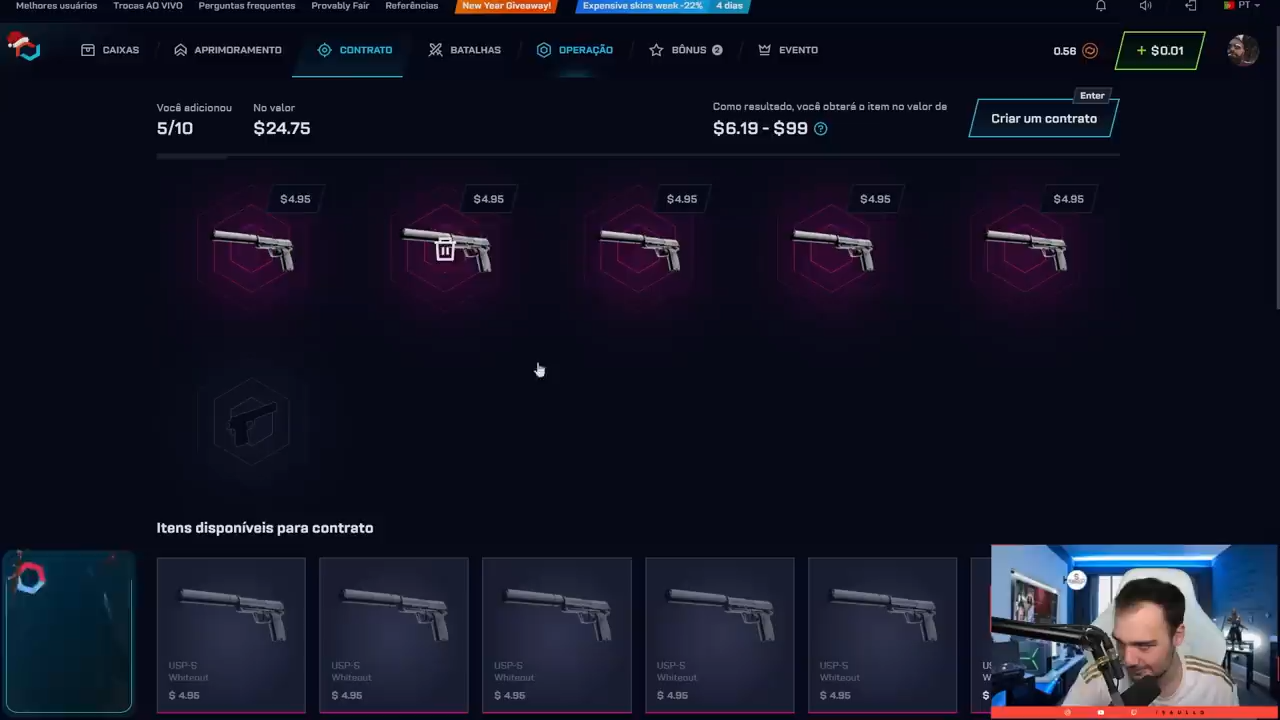 Melhores usuários Trocas AO VIVO Perguntas frequentes Provably Fair Referências New Year Giveaway! Expensive skins week -22% 4 dias PT
CAIXAS APRIMORAMENTO CONTRATO BATALHAS OPERAÇÃO BÔNUS 2 EVENTO 0.56 + $0.01
Enter
Você adicionou No valor Como resultado, você obterá o item no valor de
5/10 $24.75 $6.19 - $99 ? Criar um contrato
$4.95 $4.95 $4.95 $4.95 $4.95
Itens disponíveis para contrato
USP-S USP-S USP-S USP-S USP-S
Whiteout Whiteout Whiteout Whiteout Whiteout
$ 4.95 $ 4.95 $ 4.95 $ 4.95 $ 4.95